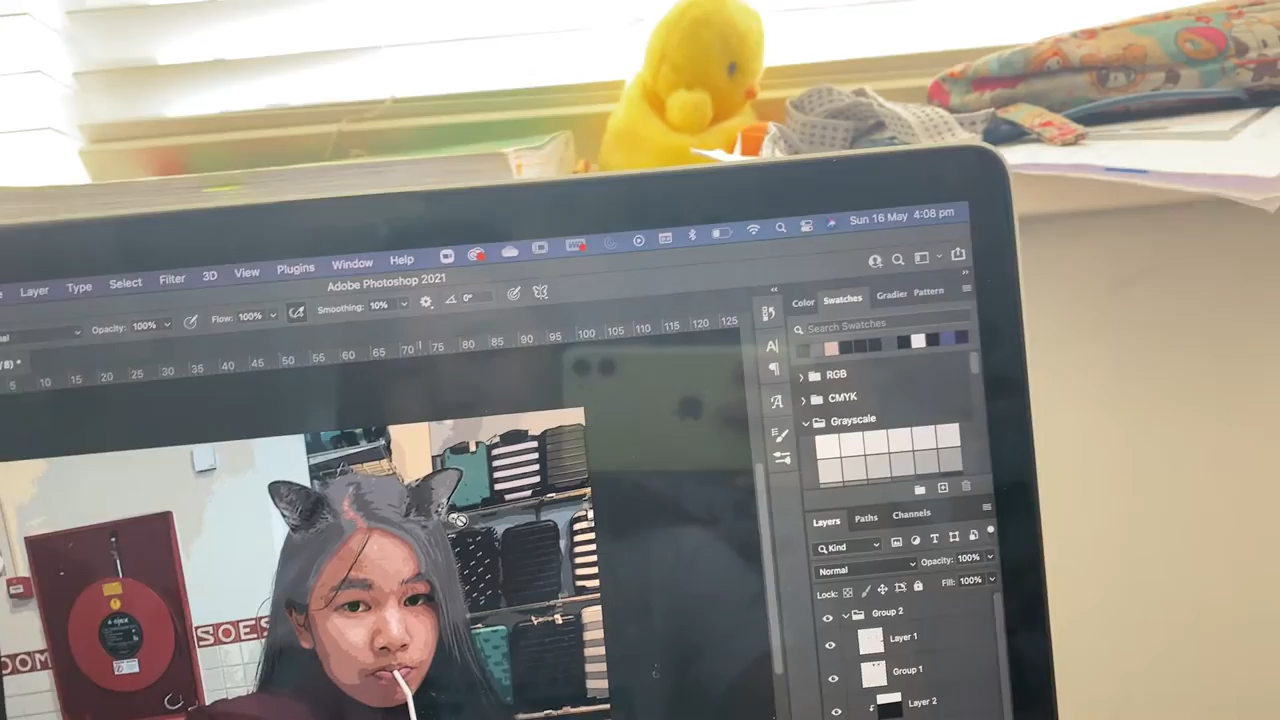 Layer Type Select Filter 3D View Plugins Window Help Sun 16 May 4:08 pm
Adobe Photoshop 2021
Opacity: 100% Flow: 100% Smoothing: 10% 0°
5 10 15 20 25 30 35 40 45 50 55 60 65 70 75 80 85 90 95 100 105 110 115 120 125
Color Swatches Gradier Pattern
Search Swatches
RGB
CMYK
Grayscale
Layers Paths Channels
Kind
Normal Opacity: 100%
Lock: Fill: 100%
Group 2
Layer 1
Group 1
Layer 2
SOES
OOM